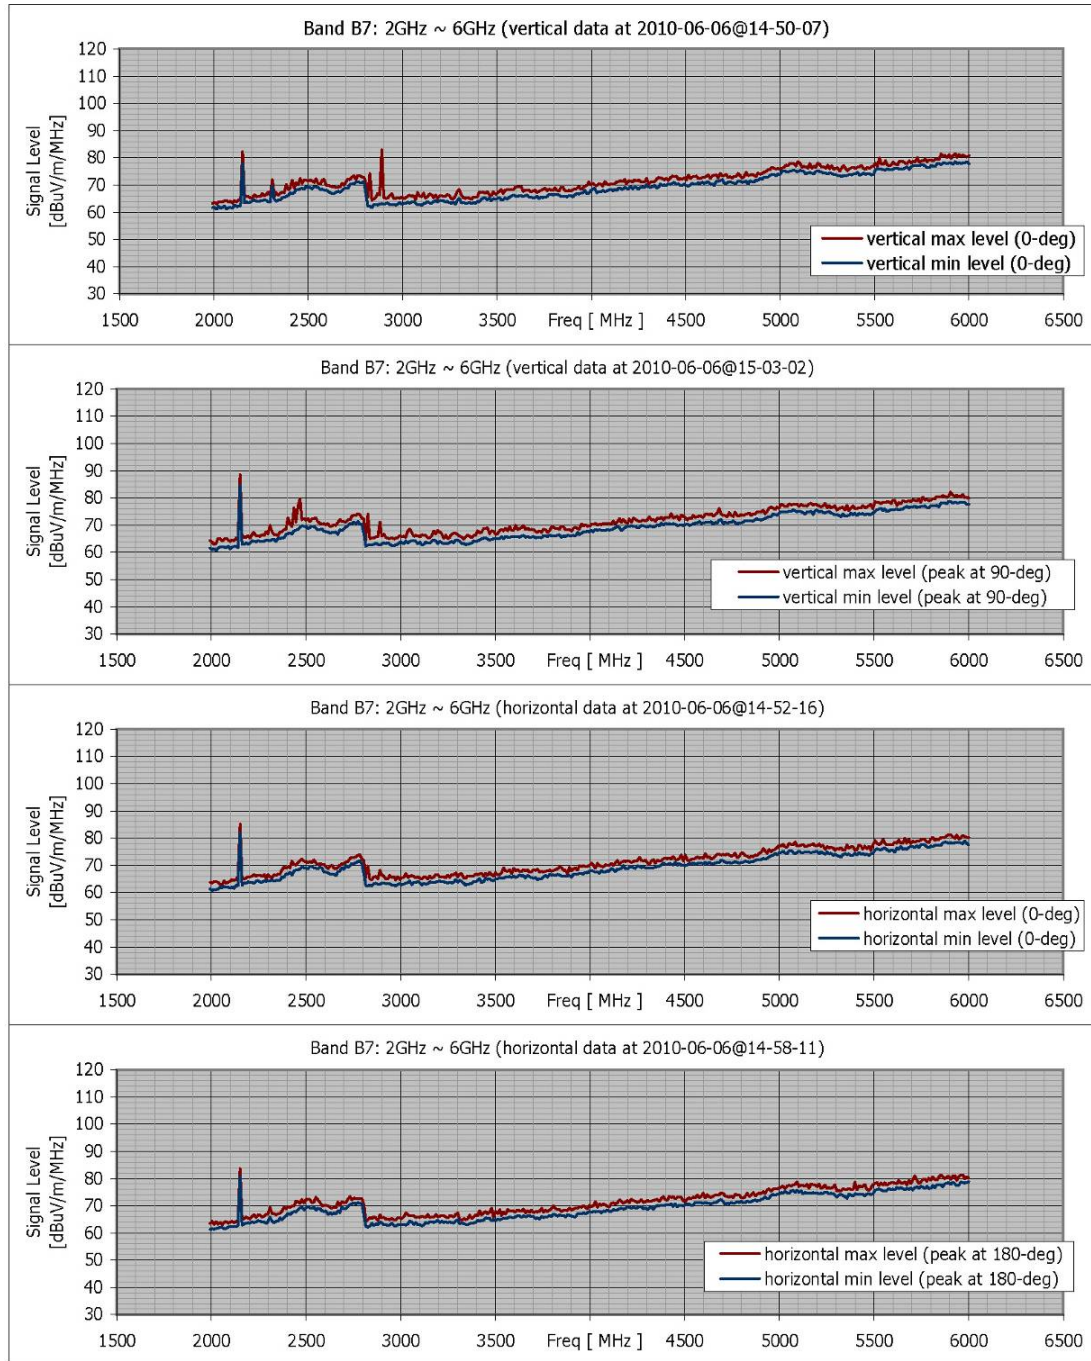 Band B7: 2GHz ~ 6GHz (vertical data at 2010-06-06@14-50-07)
Signal Level
[dBuV/m/MHz]
120
110
100
90
80
70
60
50
40
30
vertical max level (0-deg)
vertical min level (0-deg)
1500 2000 2500 3000 3500 Freq [ MHz ] 4500 5000 5500 6000 6500
Band B7: 2GHz ~ 6GHz (vertical data at 2010-06-06@15-03-02)
Signal Level
[dBuV/m/MHz]
120
110
100
90
80
70
60
50
40
30
vertical max level (peak at 90-deg)
vertical min level (peak at 90-deg)
1500 2000 2500 3000 3500 Freq [ MHz ] 4500 5000 5500 6000 6500
Band B7: 2GHz ~ 6GHz (horizontal data at 2010-06-06@14-52-16)
Signal Level
[dBuV/m/MHz]
120
110
100
90
80
70
60
50
40
30
horizontal max level (0-deg)
horizontal min level (0-deg)
1500 2000 2500 3000 3500 Freq [ MHz ] 4500 5000 5500 6000 6500
Band B7: 2GHz ~ 6GHz (horizontal data at 2010-06-06@14-58-11)
Signal Level
[dBuV/m/MHz]
120
110
100
90
80
70
60
50
40
30
horizontal max level (peak at 180-deg)
horizontal min level (peak at 180-deg)
1500 2000 2500 3000 3500 Freq [ MHz ] 4500 5000 5500 6000 6500